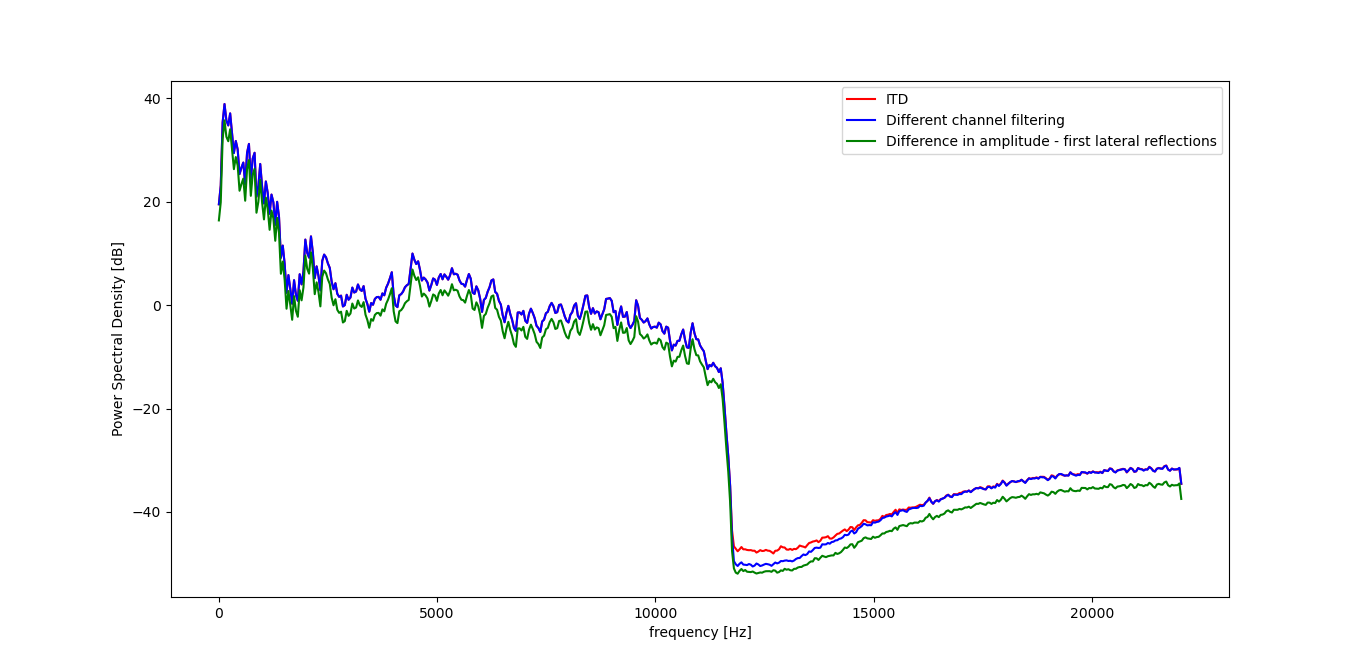 ITD
Different channel filtering
Difference in amplitude - first lateral reflections
Power Spectral Density [dB]
40
20
0
−20
−40
0
5000
10000
15000
20000
frequency [Hz]